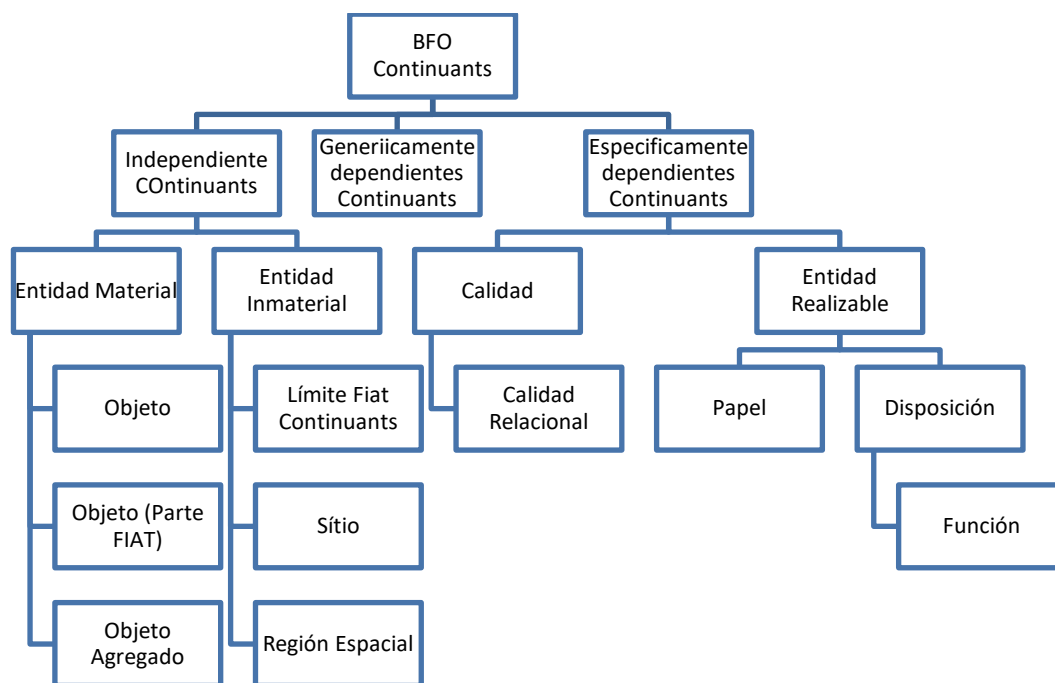 BFO
Continuants
Independiente
COntinuants
Generiicamente
dependientes
Continuants
Especificamente
dependientes
Continuants
Entidad Material
Entidad
Inmaterial
Calidad
Entidad
Realizable
Objeto
Límite Fiat
Continuants
Calidad
Relacional
Papel
Disposición
Objeto (Parte
FIAT)
Sítio
Función
Objeto
Agregado
Región Espacial